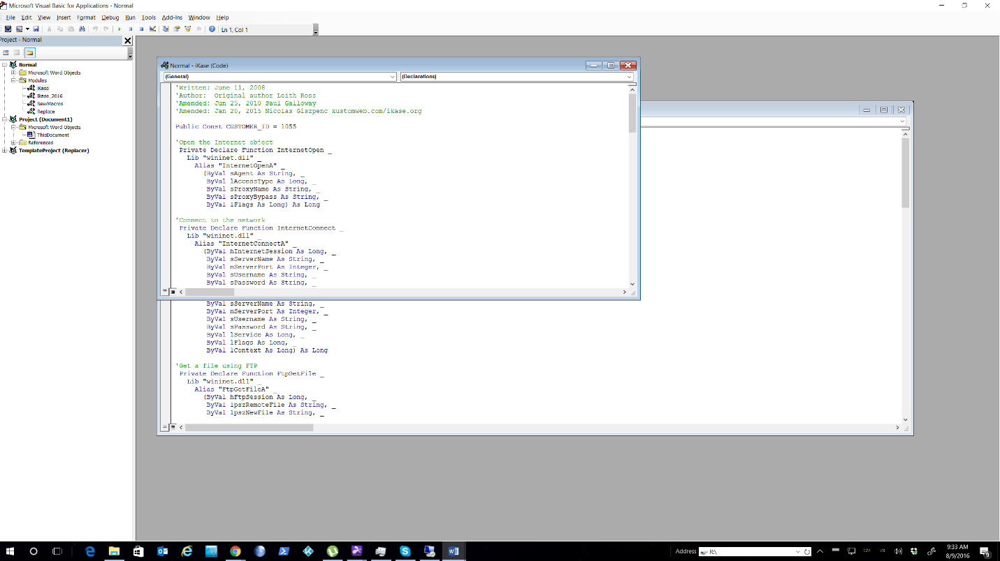 Microsoft Visual Basic for Applications - Normal
File Edit View Insert Format Debug Run Tools Add-Ins Window Help
Ln 1, Col 1
Project - Normal
Normal
Microsoft Word Objects
Modules
iKase
Ikase_2016
NewMacros
Replace
Project (Document1)
Microsoft Word Objects
ThisDocument
References
TemplateProject (Replacer)
Normal - iKase (Code)
(General) (Declarations)
'Written: June 11, 2008
'Author: Original author Leith Ross
'Amended: Jun 25, 2010 Saul Galloway
'Amended: Jan 20, 2015 Nicolas Giszpenc kustomweb.com/ikase.org
Public Const CUSTOMER_ID = 1055
'Open the Internet object
Private Declare Function InternetOpen _
Lib "wininet.dll" _
Alias "InternetOpenA" _
(ByVal sAgent As String, _
ByVal lAccessType As Long, _
ByVal sProxyName As String, _
ByVal sProxyBypass As String, _
ByVal lFlags As Long) As Long
'Connect to the network
Private Declare Function InternetConnect _
Lib "wininet.dll" _
Alias "InternetConnectA" _
(ByVal hInternetSession As Long, _
ByVal sServerName As String, _
ByVal nServerPort As Integer, _
ByVal sUsername As String, _
ByVal sPassword As String, _
ByVal sServerName As String, _
ByVal nServerPort As Integer, _
ByVal sUsername As String, _
ByVal sPassword As String, _
ByVal lService As Long, _
ByVal lFlags As Long, _
ByVal lContext As Long) As Long
'Get a file using FTP
Private Declare Function FtpGetFile _
Lib "wininet.dll" _
Alias "FtpGetFileA" _
(ByVal hFtpSession As Long, _
ByVal lpszRemoteFile As String, _
ByVal lpszNewFile As String, _
Address R:\
127 23
9:33 AM
8/9/2016
9